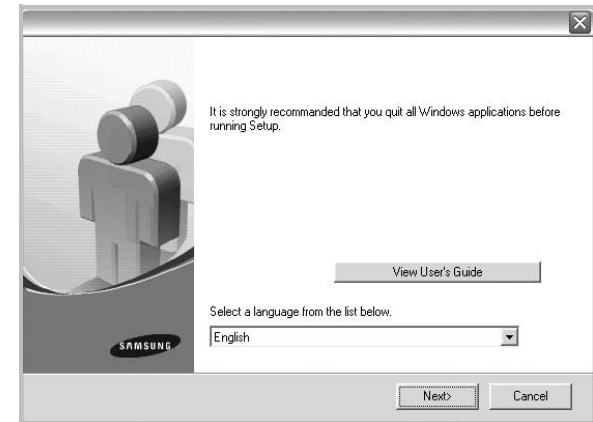 It is strongly recommanded that you quit all Windows applications before
running Setup.
View User's Guide
Select a language from the list below.
English
SAMSUNG
Next>
Cancel